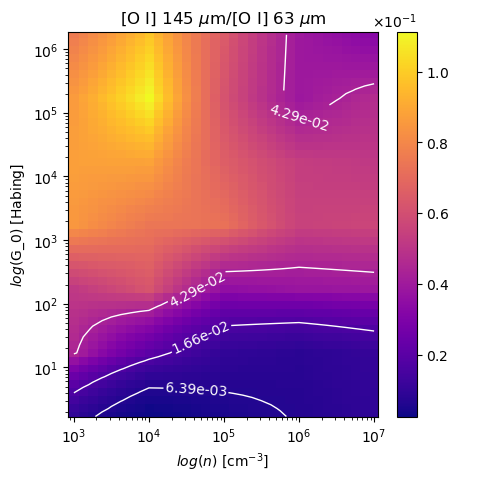 [O I] 145 μm/[O I] 63 μm
×10⁻¹
10⁶
10⁵
10⁴
10³
10²
10¹
log(G_0) [Habing]
4.29e-02
4.29e-02
1.66e-02
6.39e-03
10³ 10⁴ 10⁵ 10⁶ 10⁷
log(n) [cm⁻³]
1.0
0.8
0.6
0.4
0.2